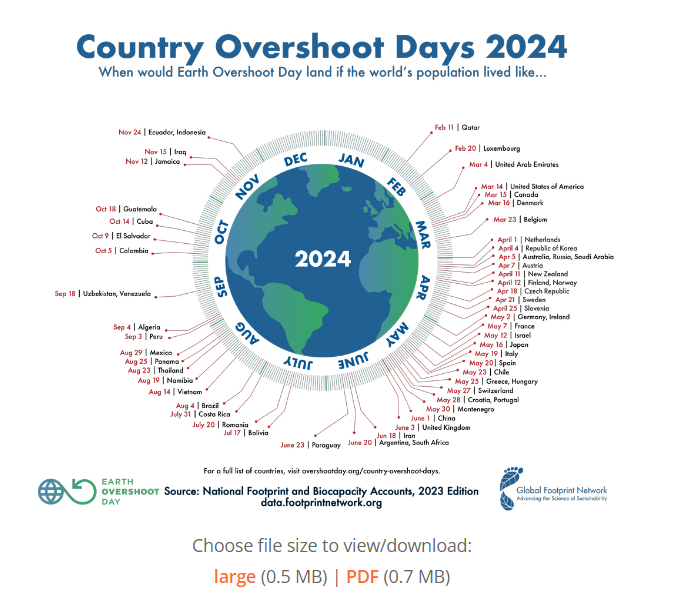 Country Overshoot Days 2024
When would Earth Overshoot Day land if the world's population lived like...
DEC
JAN
FEB
MAR
APR
MAY
JUNE
JULY
AUG
SEP
OCT
NOV
2024
Feb 11 | Qatar
Feb 20 | Luxembourg
Mar 4 | United Arab Emirates
Mar 14 | United States of America
Mar 15 | Canada
Mar 16 | Denmark
Mar 23 | Belgium
April 1 | Netherlands
April 4 | Republic of Korea
Apr 5 | Australia, Russia, Saudi Arabia
Apr 7 | Austria
April 11 | New Zealand
April 12 | Finland, Norway
Apr 18 | Czech Republic
Apr 21 | Sweden
April 25 | Slovenia
May 2 | Germany, Ireland
May 7 | France
May 12 | Israel
May 16 | Japan
May 19 | Italy
May 20 | Spain
May 23 | Chile
May 25 | Greece, Hungary
May 27 | Switzerland
May 28 | Croatia, Portugal
May 30 | Montenegro
June 1 | China
June 3 | United Kingdom
Jun 18 | Iran
June 20 | Argentina, South Africa
June 23 | Paraguay
Jul 17 | Bolivia
July 20 | Romania
July 31 | Costa Rica
Aug 4 | Brazil
Aug 14 | Vietnam
Aug 19 | Namibia
Aug 23 | Thailand
Aug 25 | Panama
Aug 29 | Mexico
Sep 3 | Peru
Sep 4 | Algeria
Sep 18 | Uzbekistan, Venezuela
Oct 5 | Colombia
Oct 9 | El Salvador
Oct 14 | Cuba
Oct 18 | Guatemala
Nov 12 | Jamaica
Nov 15 | Iraq
Nov 24 | Ecuador, Indonesia
For a full list of countries, visit overshootday.org/country-overshoot-days.
EARTH
OVERSHOOT
DAY
Source: National Footprint and Biocapacity Accounts, 2023 Edition
data.footprintnetwork.org
Global Footprint Network
Advancing the Science of Sustainability
Choose file size to view/download:
large (0.5 MB) | PDF (0.7 MB)